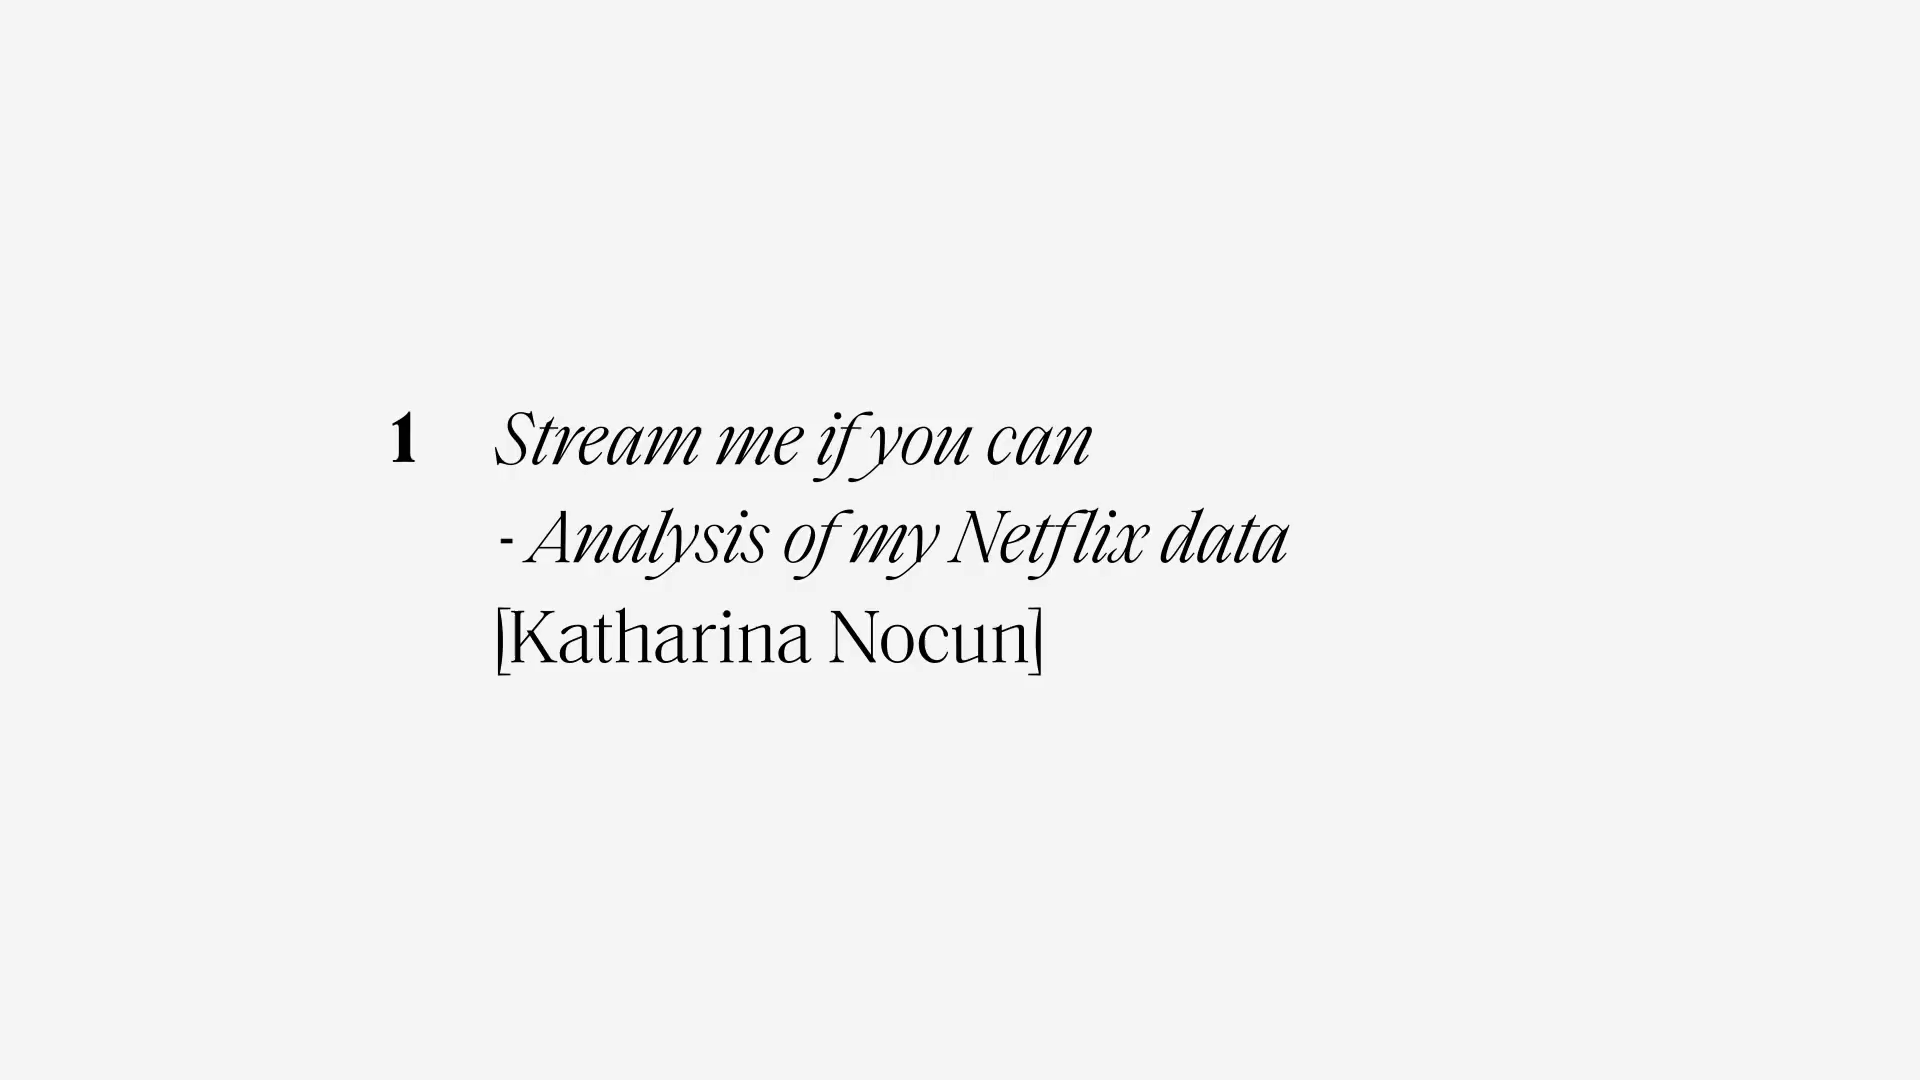 1 Stream me if you can
- Analysis of my Netflix data
[Katharina Nocun]